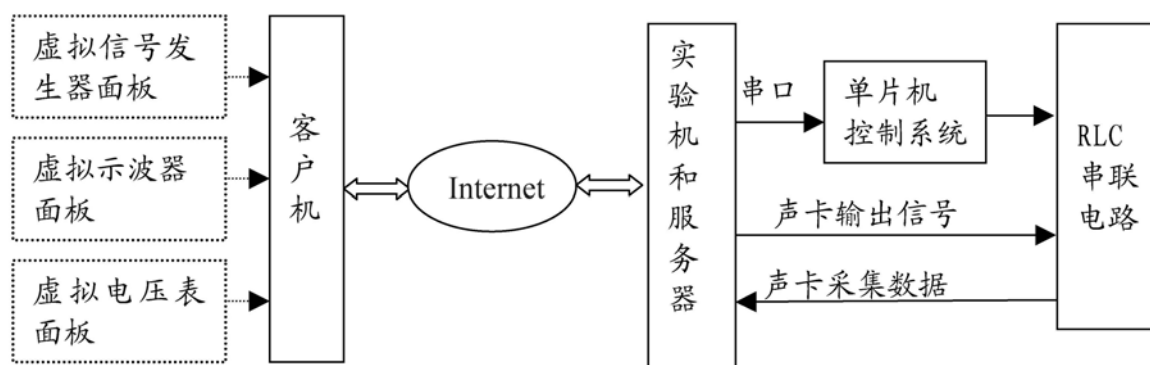 虚拟信号发
生器面板
虚拟示波器
面板
虚拟电压表
面板
客
户
机
Internet
实
验
机
和
服
务
器
串口
单片机
控制系统
声卡输出信号
声卡采集数据
RLC
串联
电路